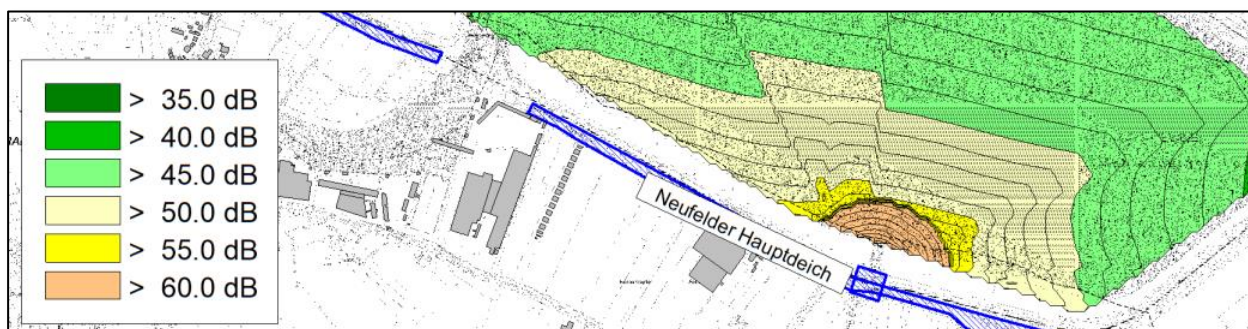 > 35.0 dB
> 40.0 dB
> 45.0 dB
> 50.0 dB
> 55.0 dB
> 60.0 dB
Neufelder Hauptdeich